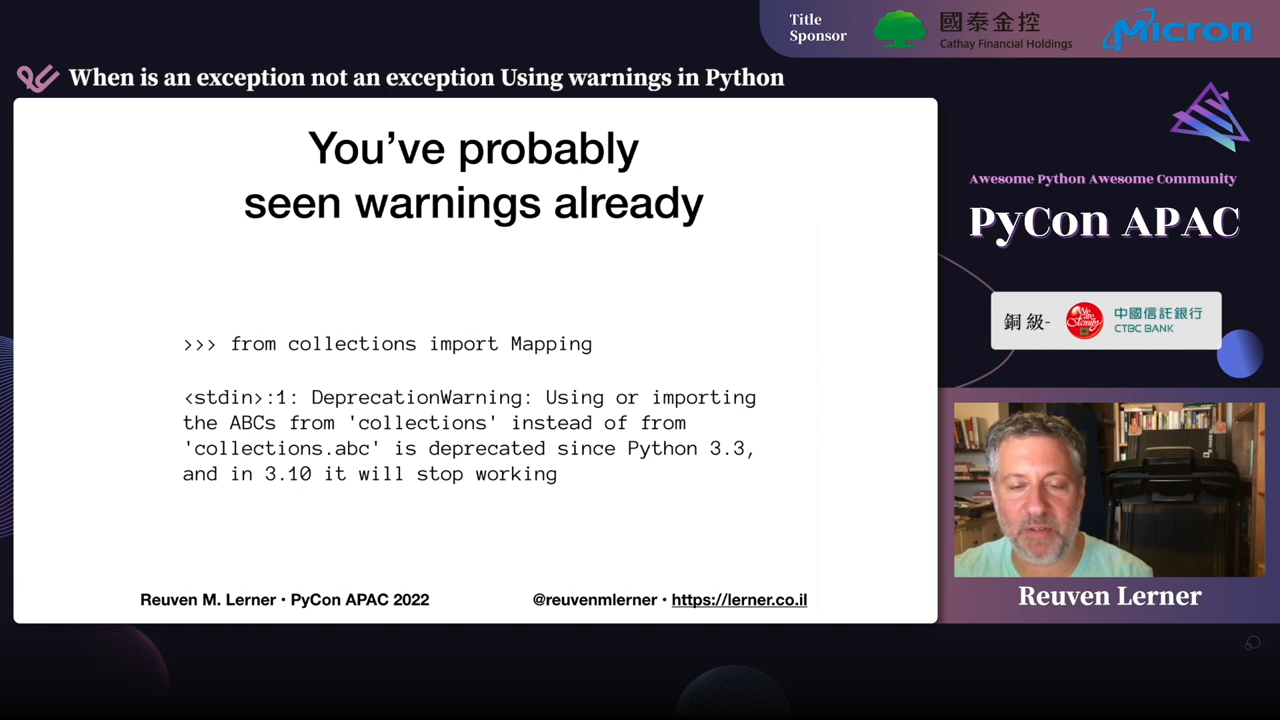 Title
Sponsor
國泰金控
Cathay Financial Holdings
Micron
When is an exception not an exception Using warnings in Python
You’ve probably
seen warnings already
>>> from collections import Mapping
<stdin>:1: DeprecationWarning: Using or importing
the ABCs from 'collections' instead of from
'collections.abc' is deprecated since Python 3.3,
and in 3.10 it will stop working
Reuven M. Lerner • PyCon APAC 2022
@reuvenmlerner • https://lerner.co.il
Awesome Python Awesome Community
PyCon APAC
銅級-
We are family
中國信託銀行
CTBC BANK
Reuven Lerner